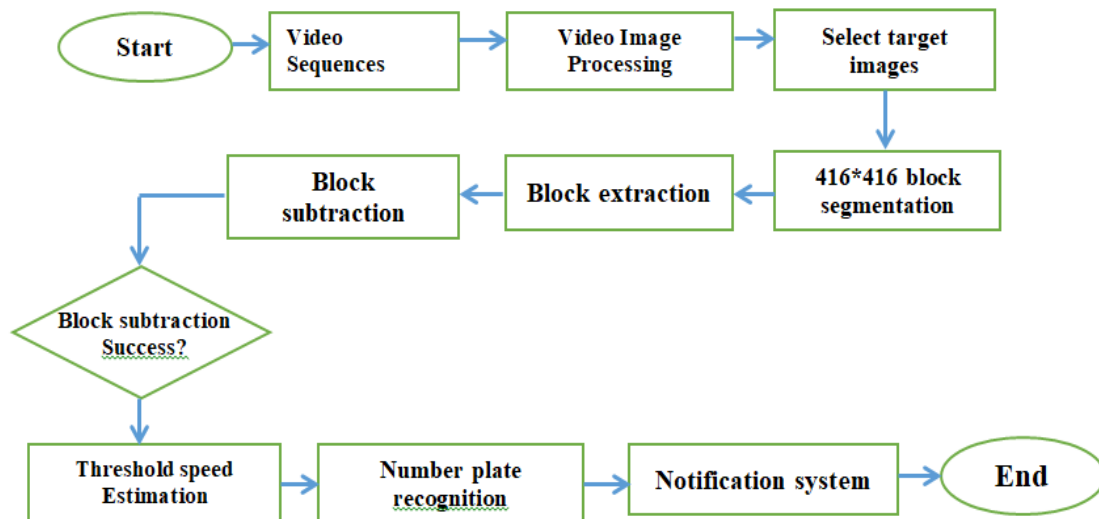 Start
Video
Sequences
Video Image
Processing
Select target
images
416*416 block
segmentation
Block extraction
Block
subtraction
Block subtraction
Success?
Threshold speed
Estimation
Number plate
recognition
Notification system
End